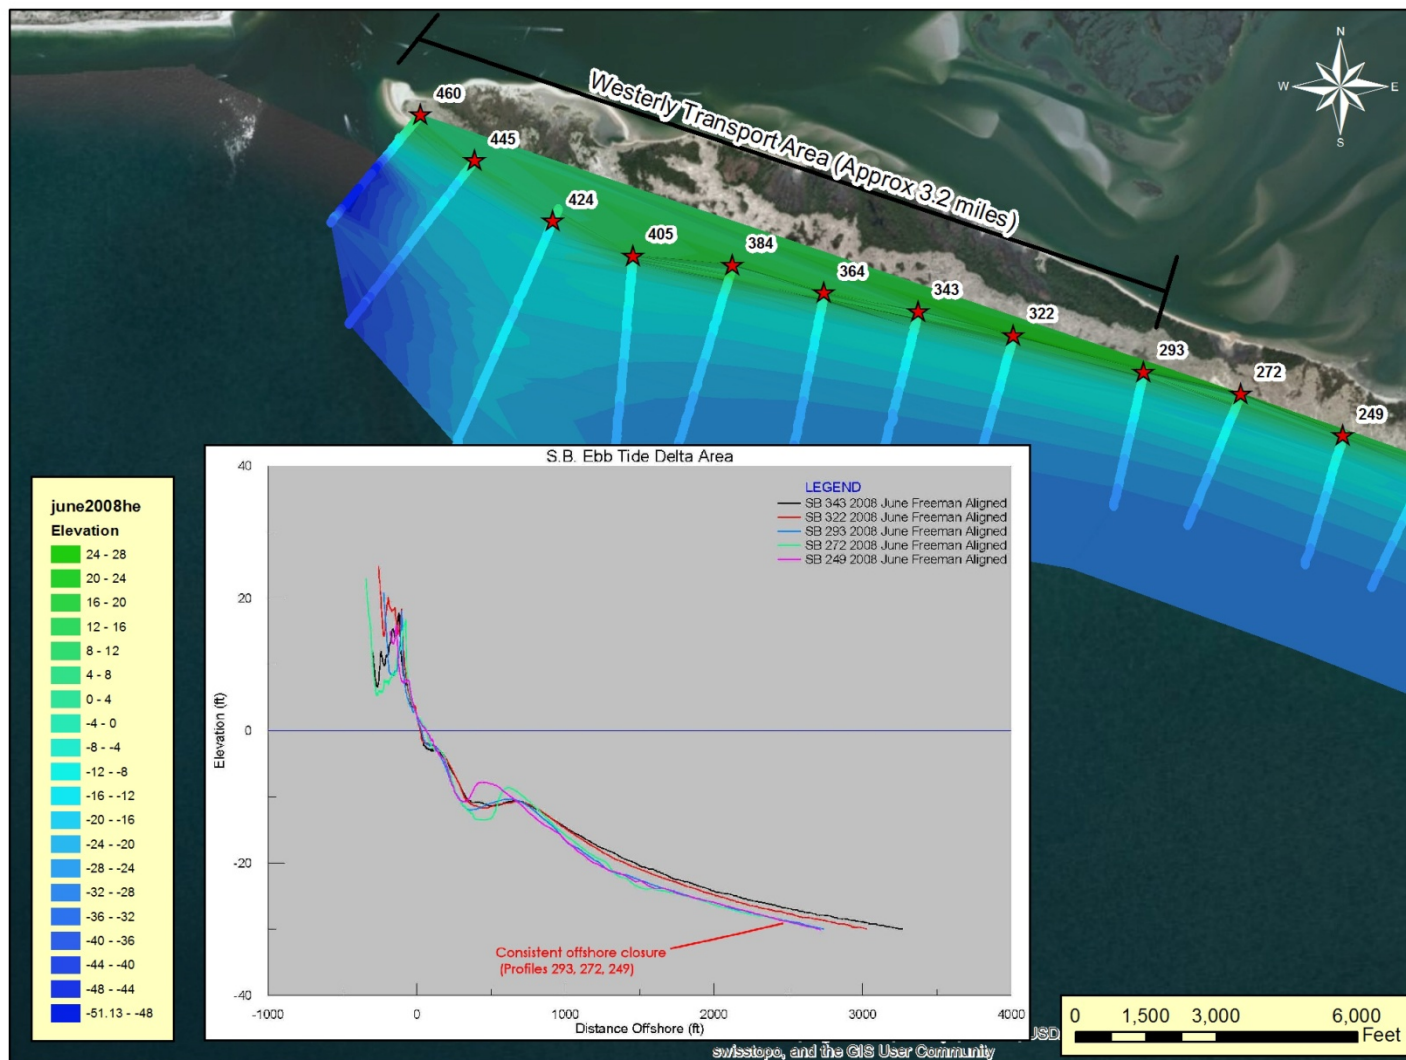 N
W
E
S
Westerly Transport Area (Approx 3.2 miles)
460
445
424
405
384
364
343
322
293
272
249
june2008he
Elevation
24 - 28
20 - 24
16 - 20
12 - 16
8 - 12
4 - 8
0 - 4
-4 - 0
-8 - -4
-12 - -8
-16 - -12
-20 - -16
-24 - -20
-28 - -24
-32 - -28
-36 - -32
-40 - -36
-44 - -40
-48 - -44
-51.13 - -48
S.B. Ebb Tide Delta Area
LEGEND
SB 343 2008 June Freeman Aligned
SB 322 2008 June Freeman Aligned
SB 293 2008 June Freeman Aligned
SB 272 2008 June Freeman Aligned
SB 249 2008 June Freeman Aligned
40
20
0
-20
-40
Elevation (ft)
Consistent offshore closure
(Profiles 293, 272, 249)
-1000
0
1000
2000
3000
4000
Distance Offshore (ft)
0
1,500
3,000
6,000
Feet
swisstopo, and the GIS User Community